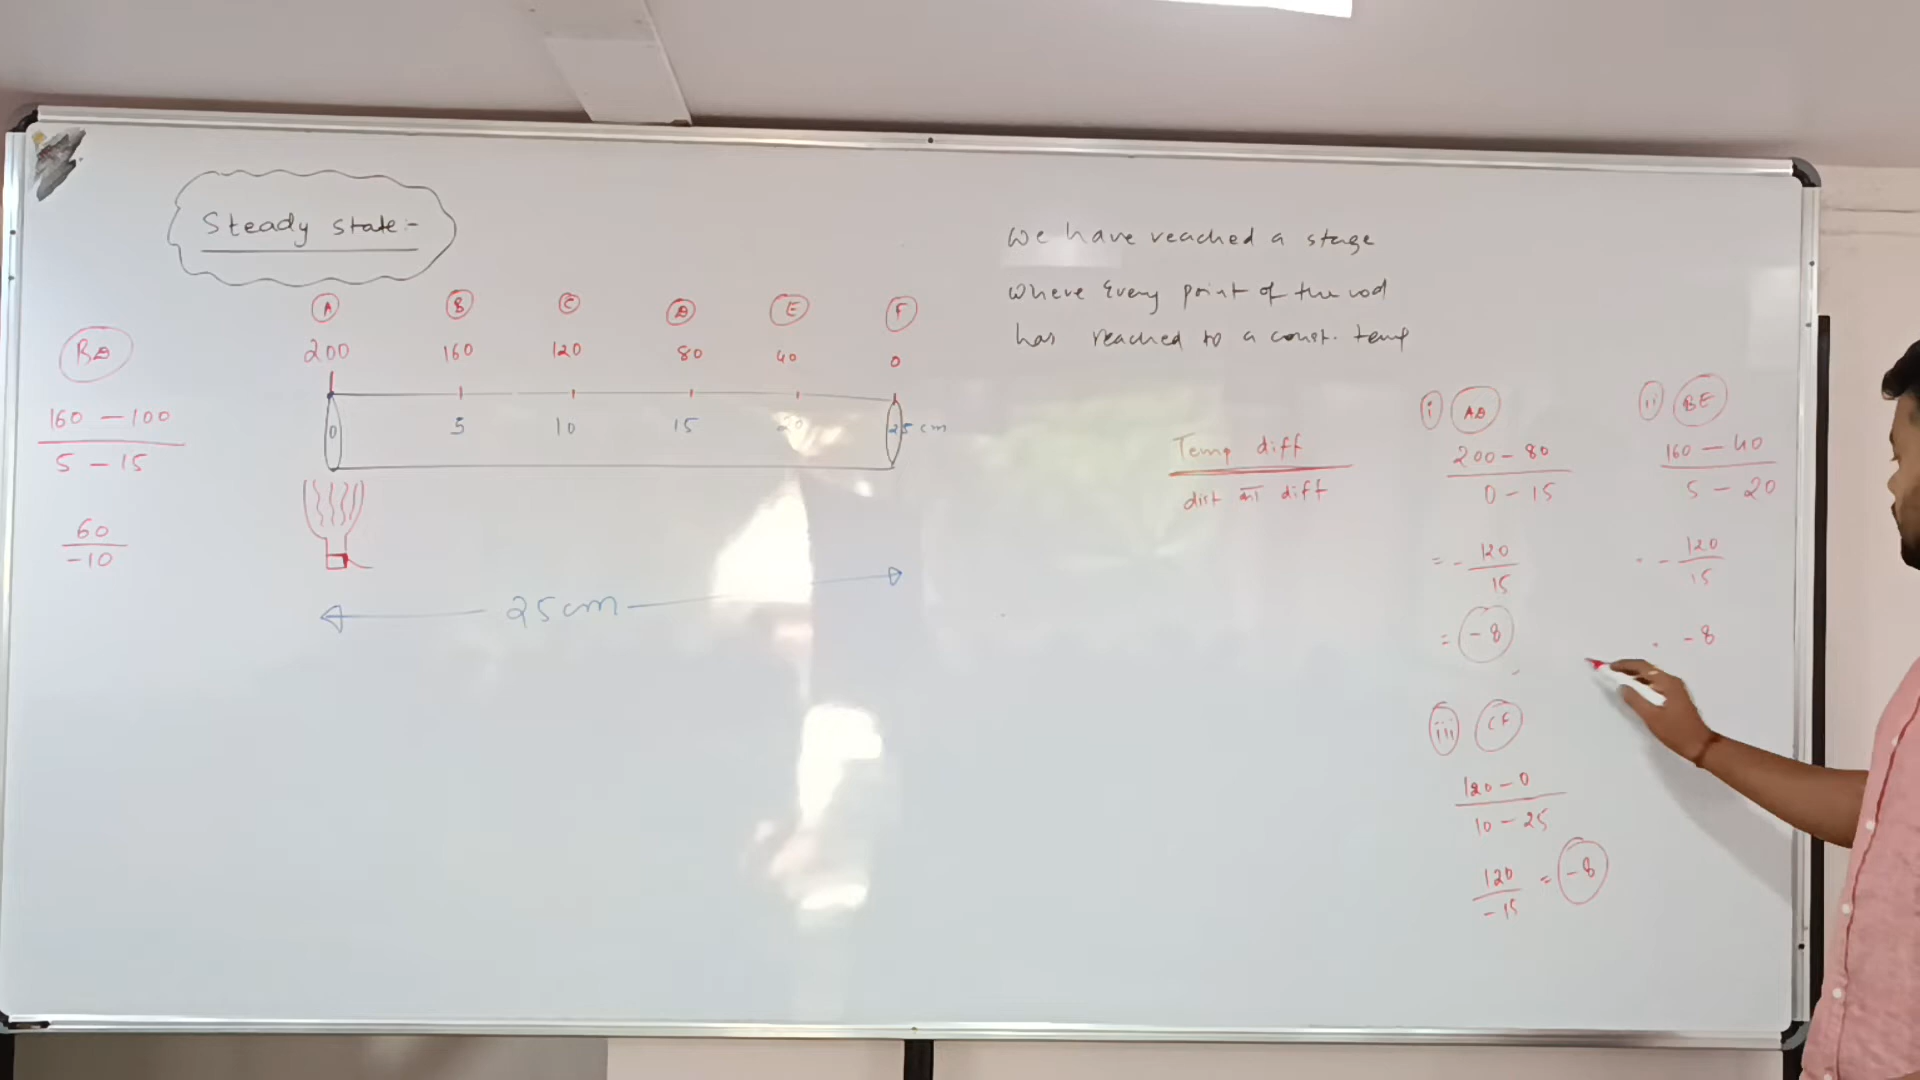 Steady state:-
A B C D E F
200 160 120 80 40 0
0 5 10 15 20 25 cm
25cm
BD
160 - 100
5 - 15
60
-10
We have reached a stage
where every point of the rod
has reached to a const. temp
Temp diff
dist diff
i AD
200-80
0-15
= - 120
15
= -8
ii BE
160 - 40
5 - 20
- 120
15
-8
iii CF
120-0
10-25
120
-15
= -8